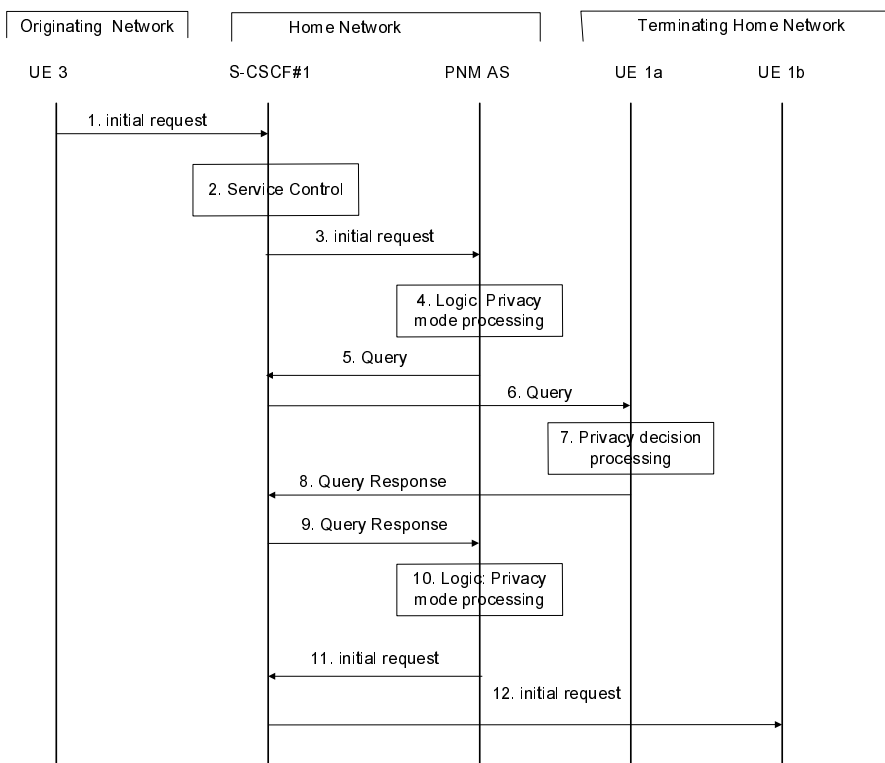 Originating Network
Home Network
Terminating Home Network
UE 3
S-CSCF#1
PNM AS
UE 1a
UE 1b
1. initial request
2. Service Control
3. initial request
4. Logic: Privacy
mode processing
5. Query
6. Query
7. Privacy decision
processing
8. Query Response
9. Query Response
10. Logic: Privacy
mode processing
11. initial request
12. initial request